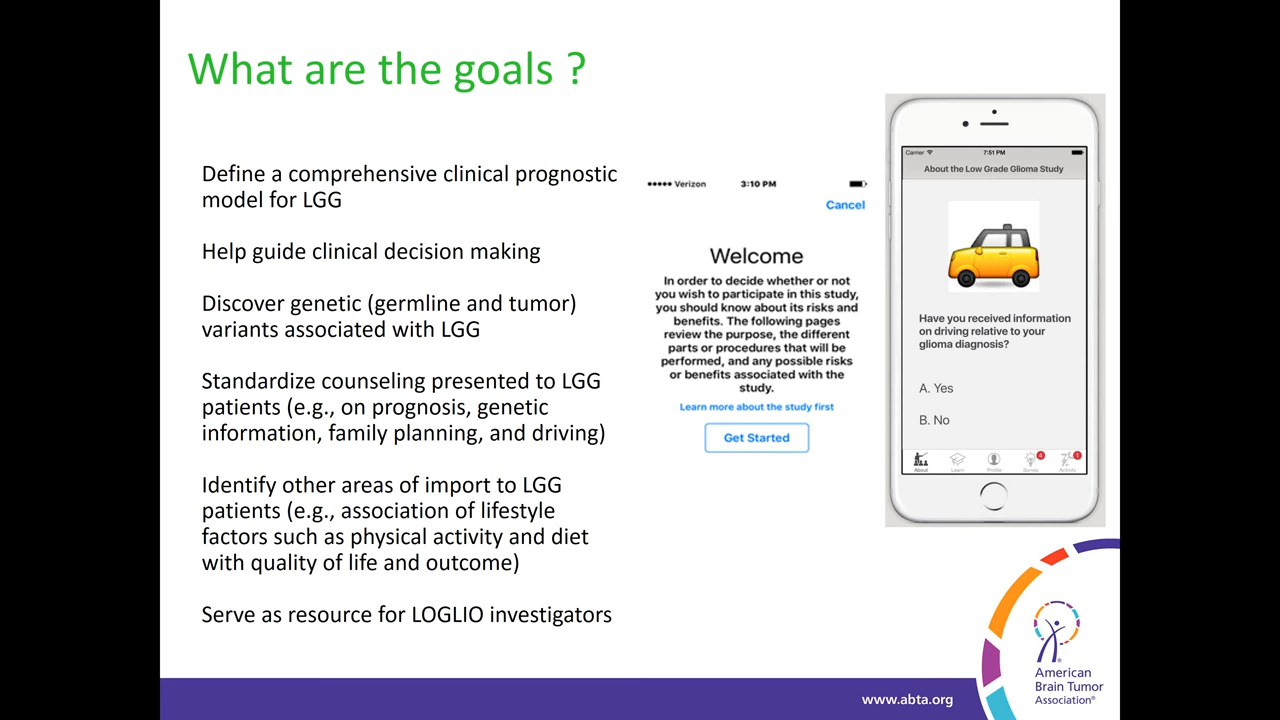 What are the goals ?
Define a comprehensive clinical prognostic
model for LGG
Help guide clinical decision making
Discover genetic (germline and tumor)
variants associated with LGG
Standardize counseling presented to LGG
patients (e.g., on prognosis, genetic
information, family planning, and driving)
Identify other areas of import to LGG
patients (e.g., association of lifestyle
factors such as physical activity and diet
with quality of life and outcome)
Serve as resource for LOGLIO investigators
Verizon 3:10 PM
Cancel
Welcome
In order to decide whether or not
you wish to participate in this study,
you should know about its risks and
benefits. The following pages
review the purpose, the different
parts or procedures that will be
performed, and any possible risks
or benefits associated with the
study.
Learn more about the study first
Get Started
Carrier 7:51 PM
About the Low Grade Glioma Study
Have you received information
on driving relative to your
glioma diagnosis?
A. Yes
B. No
4 1
About Learn Profile Survey Activity
American
Brain Tumor
Association®
www.abta.org